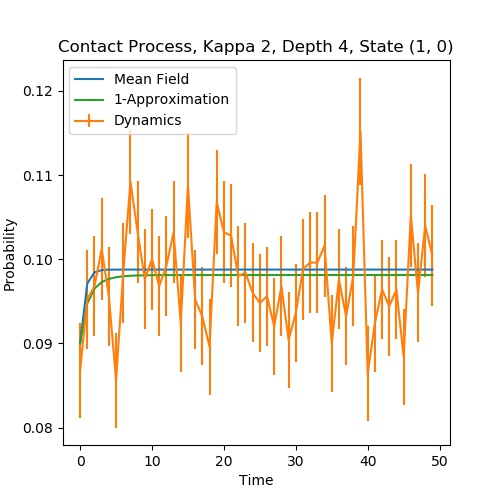 Contact Process, Kappa 2, Depth 4, State (1, 0)
Mean Field
1-Approximation
Dynamics
0.12
0.11
0.10
0.09
0.08
Probability
0 10 20 30 40 50
Time